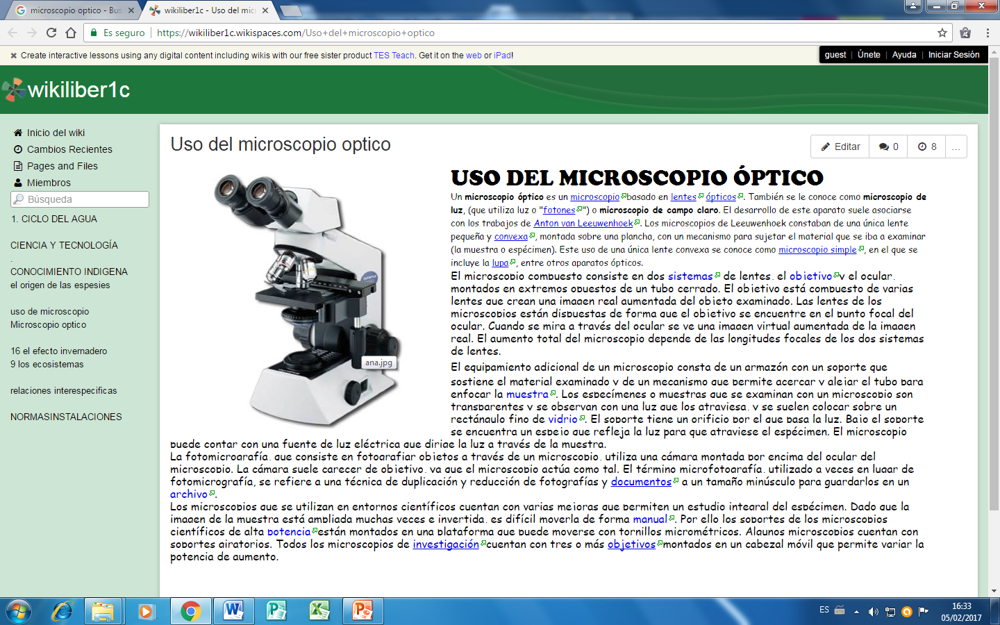 microscopio optico - Bus
wikiliber1c - Uso del mic
Es seguro
https://wikiliber1c.wikispaces.com/Uso+del+microscopio+optico
Create interactive lessons using any digital content including wikis with our free sister product TES Teach. Get it on the web or iPad!
guest | Únete | Ayuda | Iniciar Sesión
wikiliber1c
Inicio del wiki
Cambios Recientes
Pages and Files
Miembros
Búsqueda
1. CICLO DEL AGUA
CIENCIA Y TECNOLOGÍA
.
CONOCIMIENTO INDIGENA
el origen de las espesies
uso de microscopio
Microscopio optico
16 el efecto invernadero
9 los ecosistemas
relaciones interespecificas
NORMASINSTALACIONES
Uso del microscopio optico
Editar
0
8
...
OLYMPUS
ana.jpg
USO DEL MICROSCOPIO ÓPTICO
Un microscopio óptico es un microscopio basado en lentes ópticos. También se le conoce como microscopio de
luz, (que utiliza luz o "fotones") o microscopio de campo claro. El desarrollo de este aparato suele asociarse
con los trabajos de Anton van Leeuwenhoek. Los microscopios de Leeuwenhoek constaban de una única lente
pequeña y convexa, montada sobre una plancha, con un mecanismo para sujetar el material que se iba a examinar
(la muestra o espécimen). Este uso de una única lente convexa se conoce como microscopio simple, en el que se
incluye la lupa, entre otros aparatos ópticos.
El microscopio compuesto consiste en dos sistemas de lentes, el objetivo y el ocular,
montados en extremos opuestos de un tubo cerrado. El objetivo está compuesto de varias
lentes que crean una imagen real aumentada del objeto examinado. Las lentes de los
microscopios están dispuestas de forma que el objetivo se encuentre en el punto focal del
ocular. Cuando se mira a través del ocular se ve una imagen virtual aumentada de la imagen
real. El aumento total del microscopio depende de las longitudes focales de los dos sistemas
de lentes.
El equipamiento adicional de un microscopio consta de un armazón con un soporte que
sostiene el material examinado y de un mecanismo que permite acercar y alejar el tubo para
enfocar la muestra. Los especímenes o muestras que se examinan con un microscopio son
transparentes y se observan con una luz que los atraviesa, y se suelen colocar sobre un
rectángulo fino de vidrio. El soporte tiene un orificio por el que pasa la luz. Bajo el soporte
se encuentra un espejo que refleja la luz para que atraviese el espécimen. El microscopio
puede contar con una fuente de luz eléctrica que dirige la luz a través de la muestra.
La fotomicrografía, que consiste en fotografiar objetos a través de un microscopio, utiliza una cámara montada por encima del ocular del
microscopio. La cámara suele carecer de objetivo, ya que el microscopio actúa como tal. El término microfotografía, utilizado a veces en lugar de
fotomicrografía, se refiere a una técnica de duplicación y reducción de fotografías y documentos a un tamaño minúsculo para guardarlos en un
archivo.
Los microscopios que se utilizan en entornos científicos cuentan con varias mejoras que permiten un estudio integral del espécimen. Dado que la
imagen de la muestra está ampliada muchas veces e invertida, es difícil moverla de forma manual. Por ello los soportes de los microscopios
científicos de alta potencia están montados en una plataforma que puede moverse con tornillos micrométricos. Algunos microscopios cuentan con
soportes giratorios. Todos los microscopios de investigación cuentan con tres o más objetivos montados en un cabezal móvil que permite variar la
potencia de aumento.
ES
16:33
05/02/2017